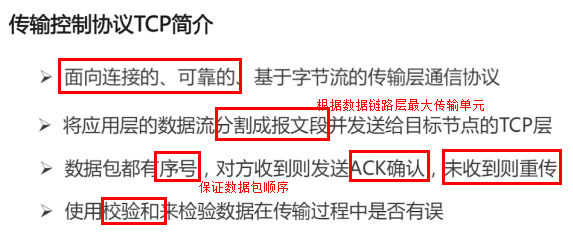 传输控制协议TCP简介
面向连接的、可靠的、基于字节流的传输层通信协议
根据数据链路层最大传输单元
将应用层的数据流分割成报文段并发送给目标节点的TCP层
数据包都有序号，对方收到则发送ACK确认，未收到则重传
保证数据包顺序
使用校验和来检验数据在传输过程中是否有误